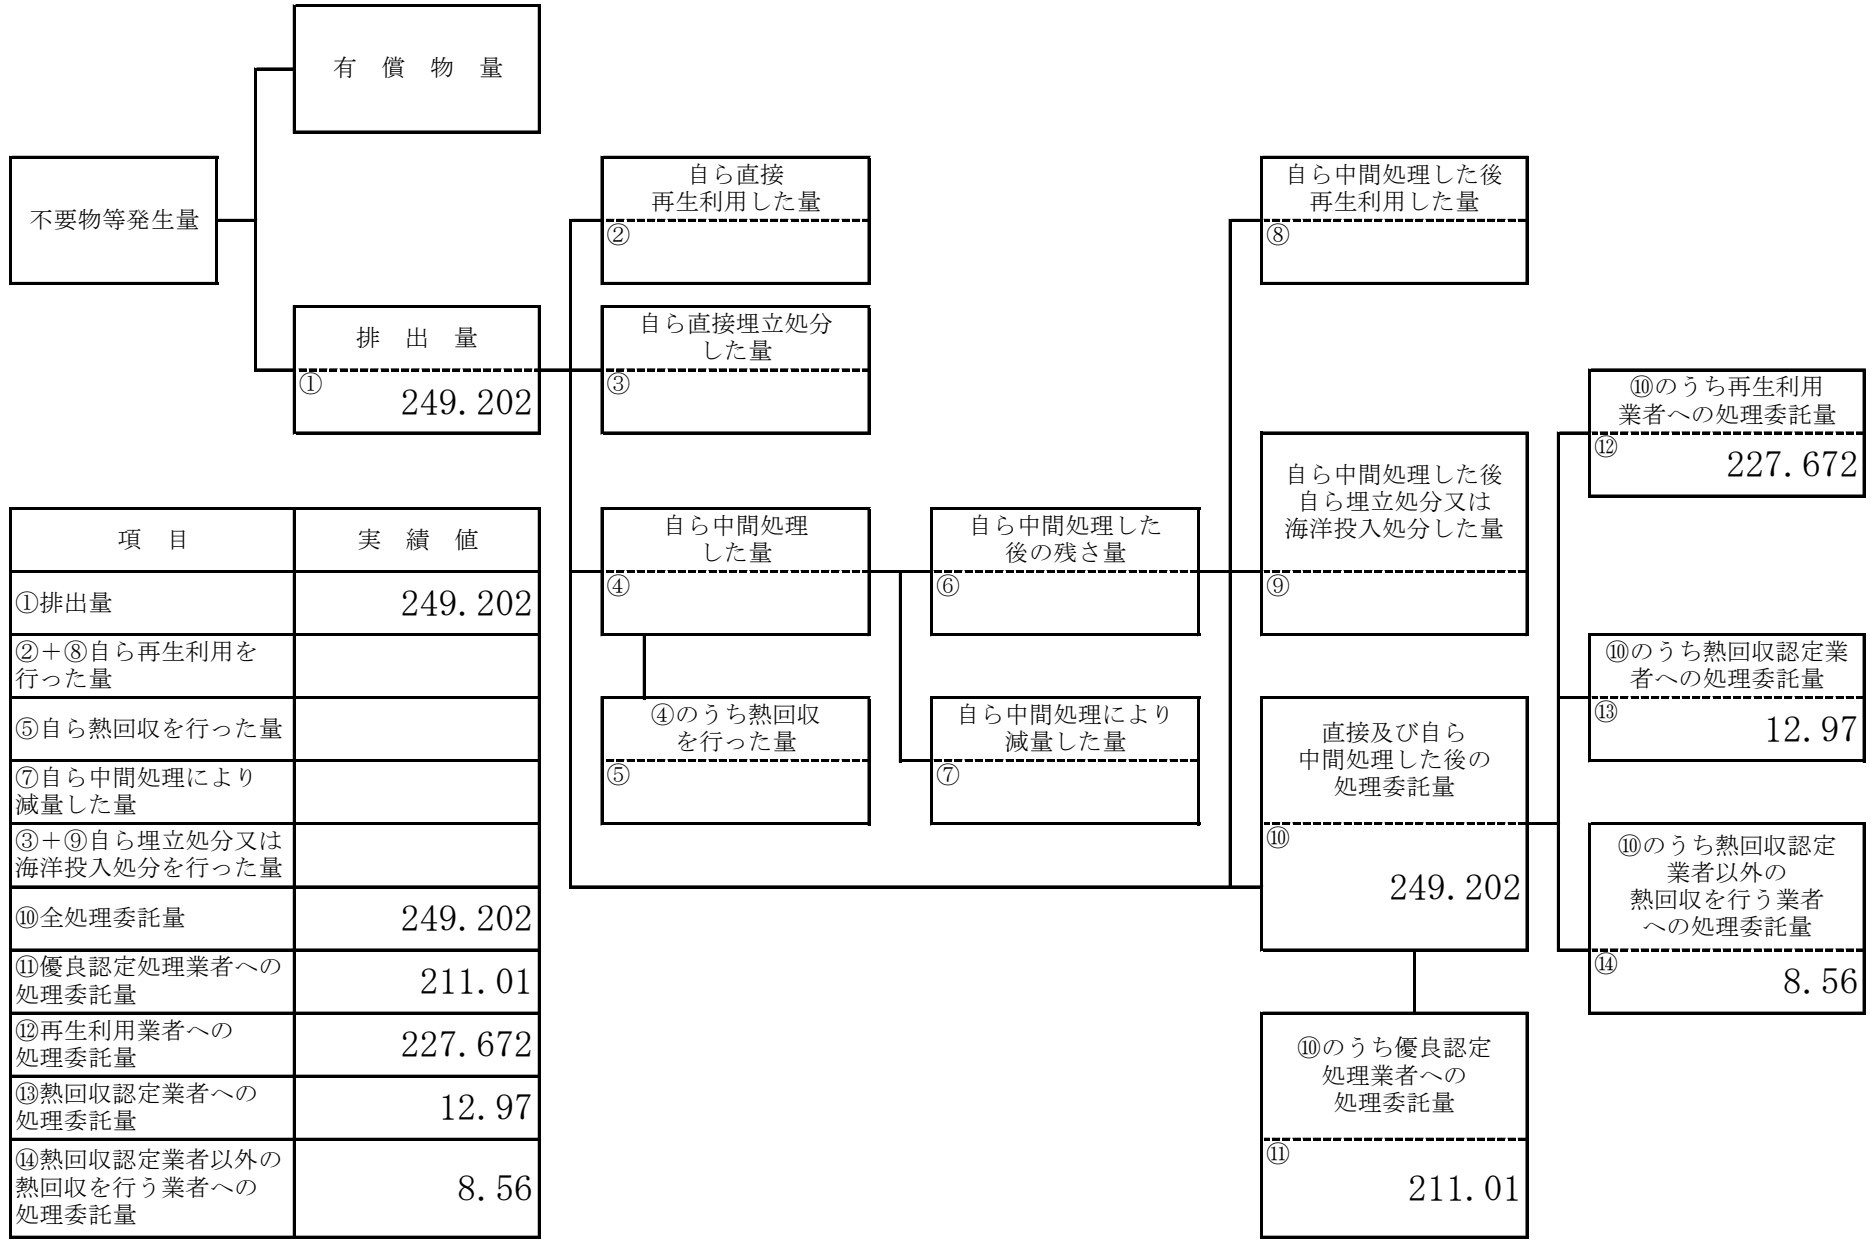 有　償　物　量
不要物等発生量
排　出　量
①
249.202
自ら直接
再生利用した量
②
自ら直接埋立処分
した量
③
自ら中間処理
した量
④
④のうち熱回収
を行った量
⑤
自ら中間処理した
後の残さ量
⑥
自ら中間処理により
減量した量
⑦
自ら中間処理した後
再生利用した量
⑧
自ら中間処理した後
自ら埋立処分又は
海洋投入処分した量
⑨
直接及び自ら
中間処理した後の
処理委託量
⑩
249.202
⑩のうち優良認定
処理業者への
処理委託量
⑪
211.01
⑩のうち再生利用
業者への処理委託量
⑫
227.672
⑩のうち熱回収認定業
者への処理委託量
⑬
12.97
⑩のうち熱回収認定
業者以外の
熱回収を行う業者
への処理委託量
⑭
8.56
項　目　実　績　値
①排出量　249.202
②＋⑧自ら再生利用を
行った量
⑤自ら熱回収を行った量
⑦自ら中間処理により
減量した量
③＋⑨自ら埋立処分又は
海洋投入処分を行った量
⑩全処理委託量　249.202
⑪優良認定処理業者への
処理委託量　211.01
⑫再生利用業者への
処理委託量　227.672
⑬熱回収認定業者への
処理委託量　12.97
⑭熱回収認定業者以外の
熱回収を行う業者への
処理委託量　8.56